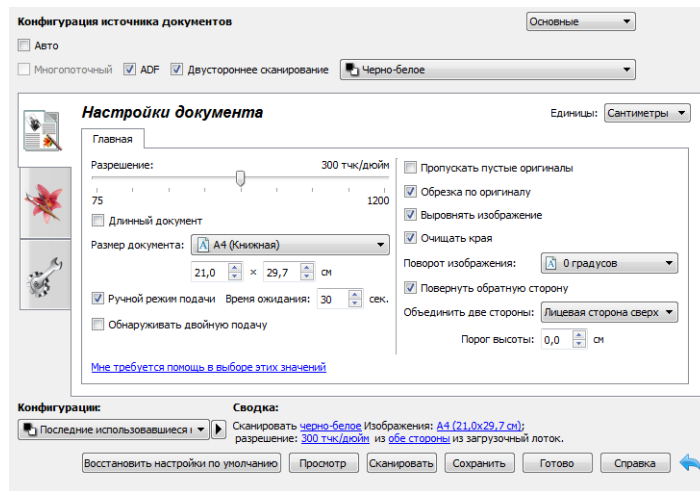 Конфигурация источника документов
Основные
Авто
Многопоточный ADF Двустороннее сканирование Черно-белое
Настройки документа
Единицы: Сантиметры
Главная
Разрешение: 300 тчк/дюйм
75 1200
Длинный документ
Размер документа: A4 (Книжная)
21,0 × 29,7 см
Ручной режим подачи Время ожидания: 30 сек.
Обнаруживать двойную подачу
Мне требуется помощь в выборе этих значений
Пропускать пустые оригиналы
Обрезка по оригиналу
Выровнять изображение
Очищать края
Поворот изображения: 0 градусов
Повернуть обратную сторону
Объединить две стороны: Лицевая сторона сверх
Порог высоты: 0,0 см
Конфигурации: Сводка:
Последние использовавшиеся Сканировать черно-белое Изображения: A4 (21,0x29,7 см);
разрешение: 300 тчк/дюйм из обе стороны из загрузочный лоток.
Восстановить настройки по умолчанию Просмотр Сканировать Сохранить Готово Справка